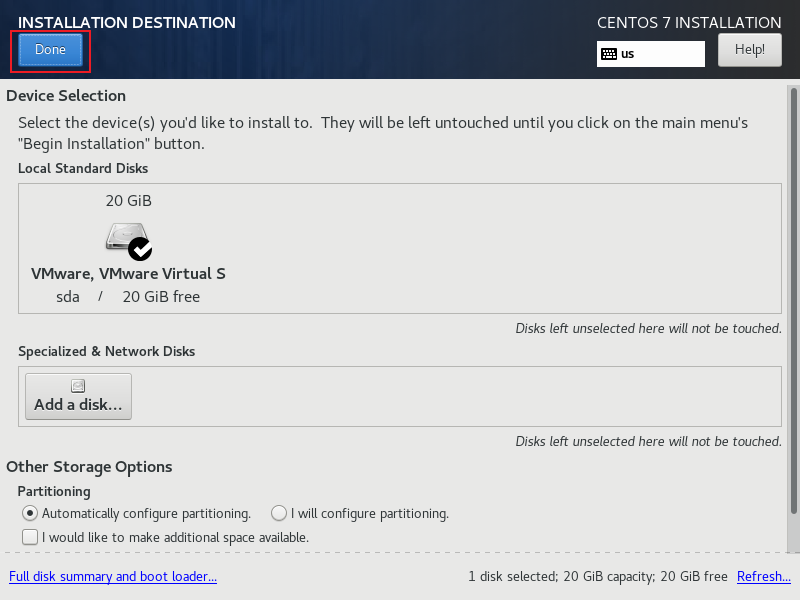 INSTALLATION DESTINATION
CENTOS 7 INSTALLATION
Done
us
Help!
Device Selection
Select the device(s) you'd like to install to.  They will be left untouched until you click on the main menu's
"Begin Installation" button.
Local Standard Disks
20 GiB
VMware, VMware Virtual S
sda / 20 GiB free
Disks left unselected here will not be touched.
Specialized & Network Disks
Add a disk...
Disks left unselected here will not be touched.
Other Storage Options
Partitioning
Automatically configure partitioning. I will configure partitioning.
I would like to make additional space available.
Full disk summary and boot loader... 1 disk selected; 20 GiB capacity; 20 GiB free Refresh...